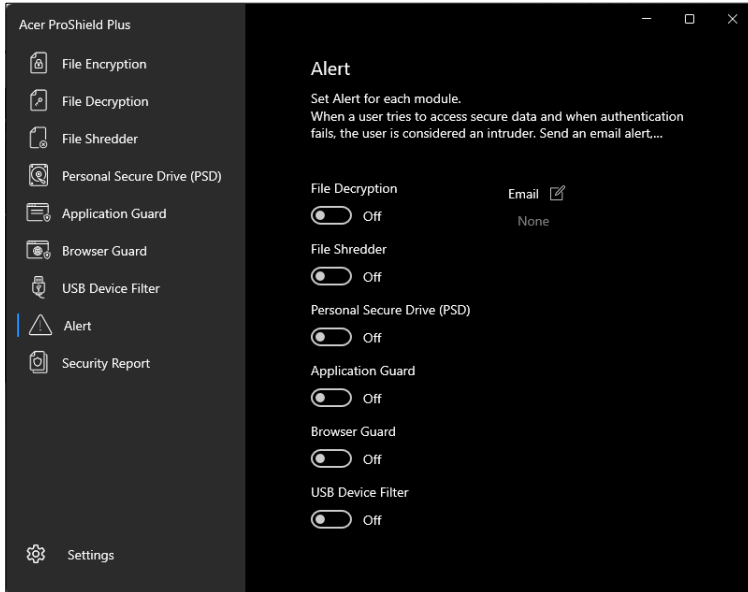 Acer ProShield Plus
File Encryption
File Decryption
File Shredder
Personal Secure Drive (PSD)
Application Guard
Browser Guard
USB Device Filter
Alert
Security Report
Settings
Alert
Set Alert for each module.
When a user tries to access secure data and when authentication
fails, the user is considered an intruder. Send an email alert,...
File Decryption
Off
Email
None
File Shredder
Off
Personal Secure Drive (PSD)
Off
Application Guard
Off
Browser Guard
Off
USB Device Filter
Off